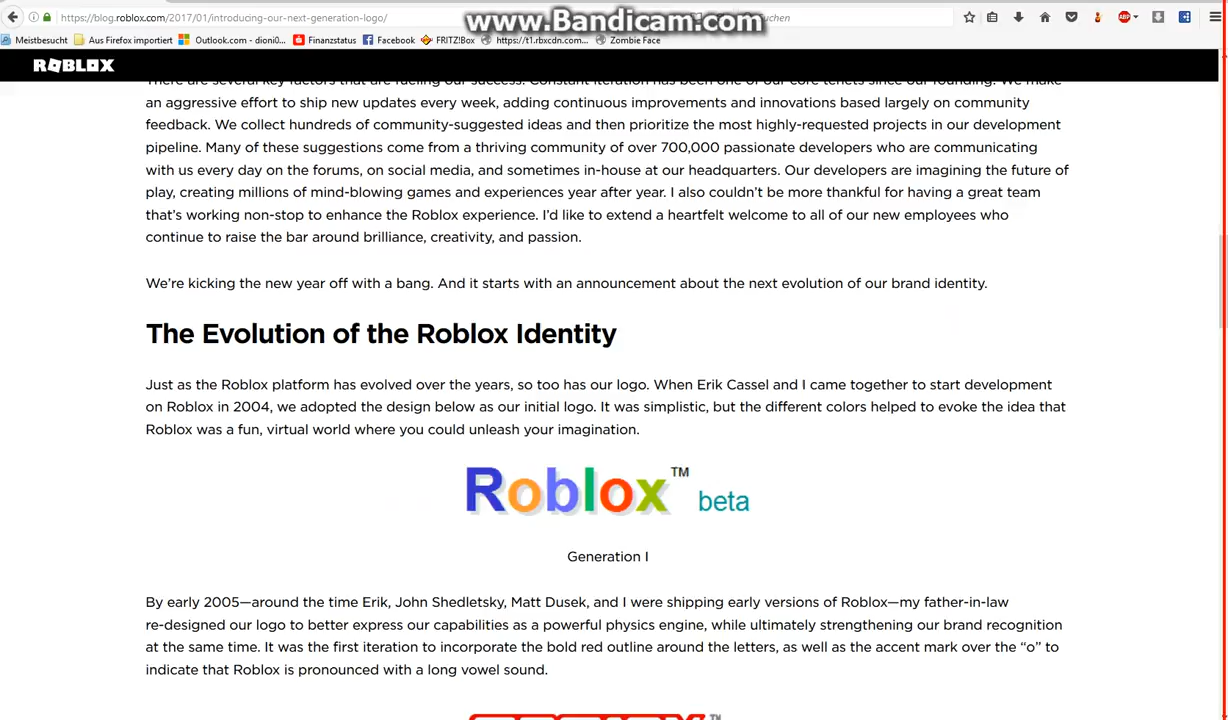 https://blog.roblox.com/2017/01/introducing-our-next-generation-logo/
www.Bandicam.com
Meistbesucht Aus Firefox importiert Outlook.com - dioni0... Finanzstatus Facebook FRITZ!Box https://t1.rbxcdn.com... Zombie Face
ROBLOX
There are several key factors that are fueling our success. Constant iteration has been one of our core tenets since our founding. We make
an aggressive effort to ship new updates every week, adding continuous improvements and innovations based largely on community
feedback. We collect hundreds of community-suggested ideas and then prioritize the most highly-requested projects in our development
pipeline. Many of these suggestions come from a thriving community of over 700,000 passionate developers who are communicating
with us every day on the forums, on social media, and sometimes in-house at our headquarters. Our developers are imagining the future of
play, creating millions of mind-blowing games and experiences year after year. I also couldn't be more thankful for having a great team
that's working non-stop to enhance the Roblox experience. I'd like to extend a heartfelt welcome to all of our new employees who
continue to raise the bar around brilliance, creativity, and passion.
We're kicking the new year off with a bang. And it starts with an announcement about the next evolution of our brand identity.
The Evolution of the Roblox Identity
Just as the Roblox platform has evolved over the years, so too has our logo. When Erik Cassel and I came together to start development
on Roblox in 2004, we adopted the design below as our initial logo. It was simplistic, but the different colors helped to evoke the idea that
Roblox was a fun, virtual world where you could unleash your imagination.
Roblox™ beta
Generation I
By early 2005—around the time Erik, John Shedletsky, Matt Dusek, and I were shipping early versions of Roblox—my father-in-law
re-designed our logo to better express our capabilities as a powerful physics engine, while ultimately strengthening our brand recognition
at the same time. It was the first iteration to incorporate the bold red outline around the letters, as well as the accent mark over the "o" to
indicate that Roblox is pronounced with a long vowel sound.